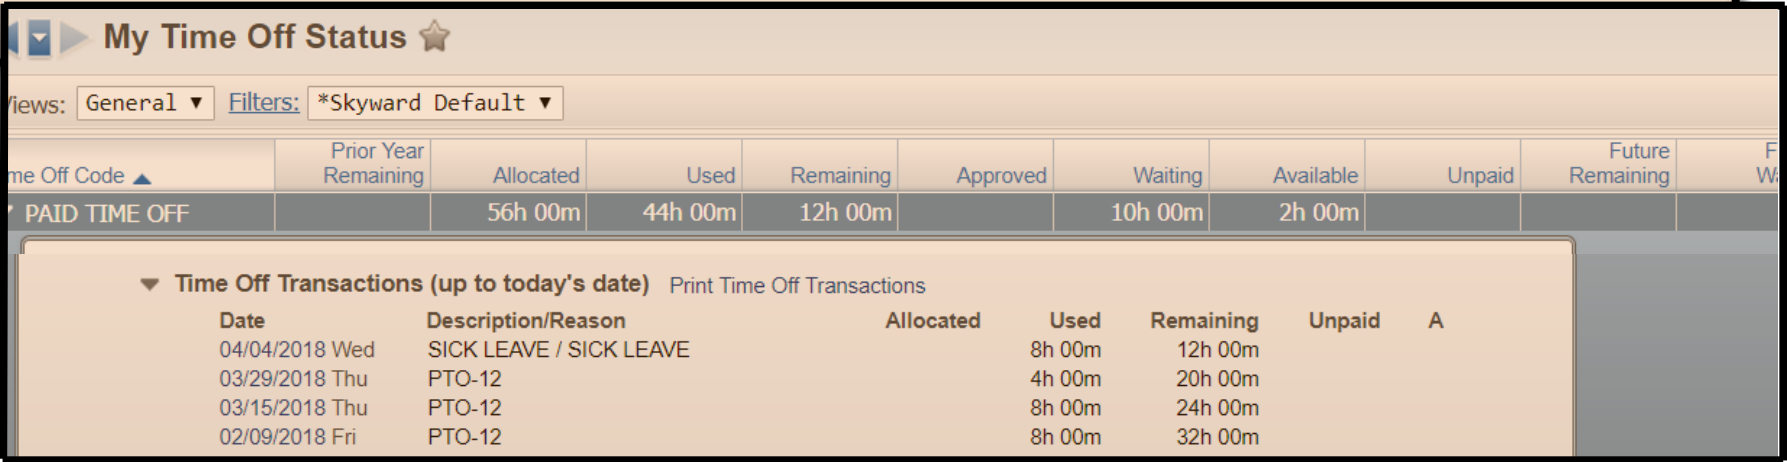 My Time Off Status
Views: General ▼ Filters: *Skyward Default ▼
me Off Code ▲ Prior Year Remaining Allocated Used Remaining Approved Waiting Available Unpaid Future Remaining F Wa
PAID TIME OFF 56h 00m 44h 00m 12h 00m 10h 00m 2h 00m
Time Off Transactions (up to today's date) Print Time Off Transactions
Date Description/Reason Allocated Used Remaining Unpaid A
04/04/2018 Wed SICK LEAVE / SICK LEAVE 8h 00m 12h 00m
03/29/2018 Thu PTO-12 4h 00m 20h 00m
03/15/2018 Thu PTO-12 8h 00m 24h 00m
02/09/2018 Fri PTO-12 8h 00m 32h 00m